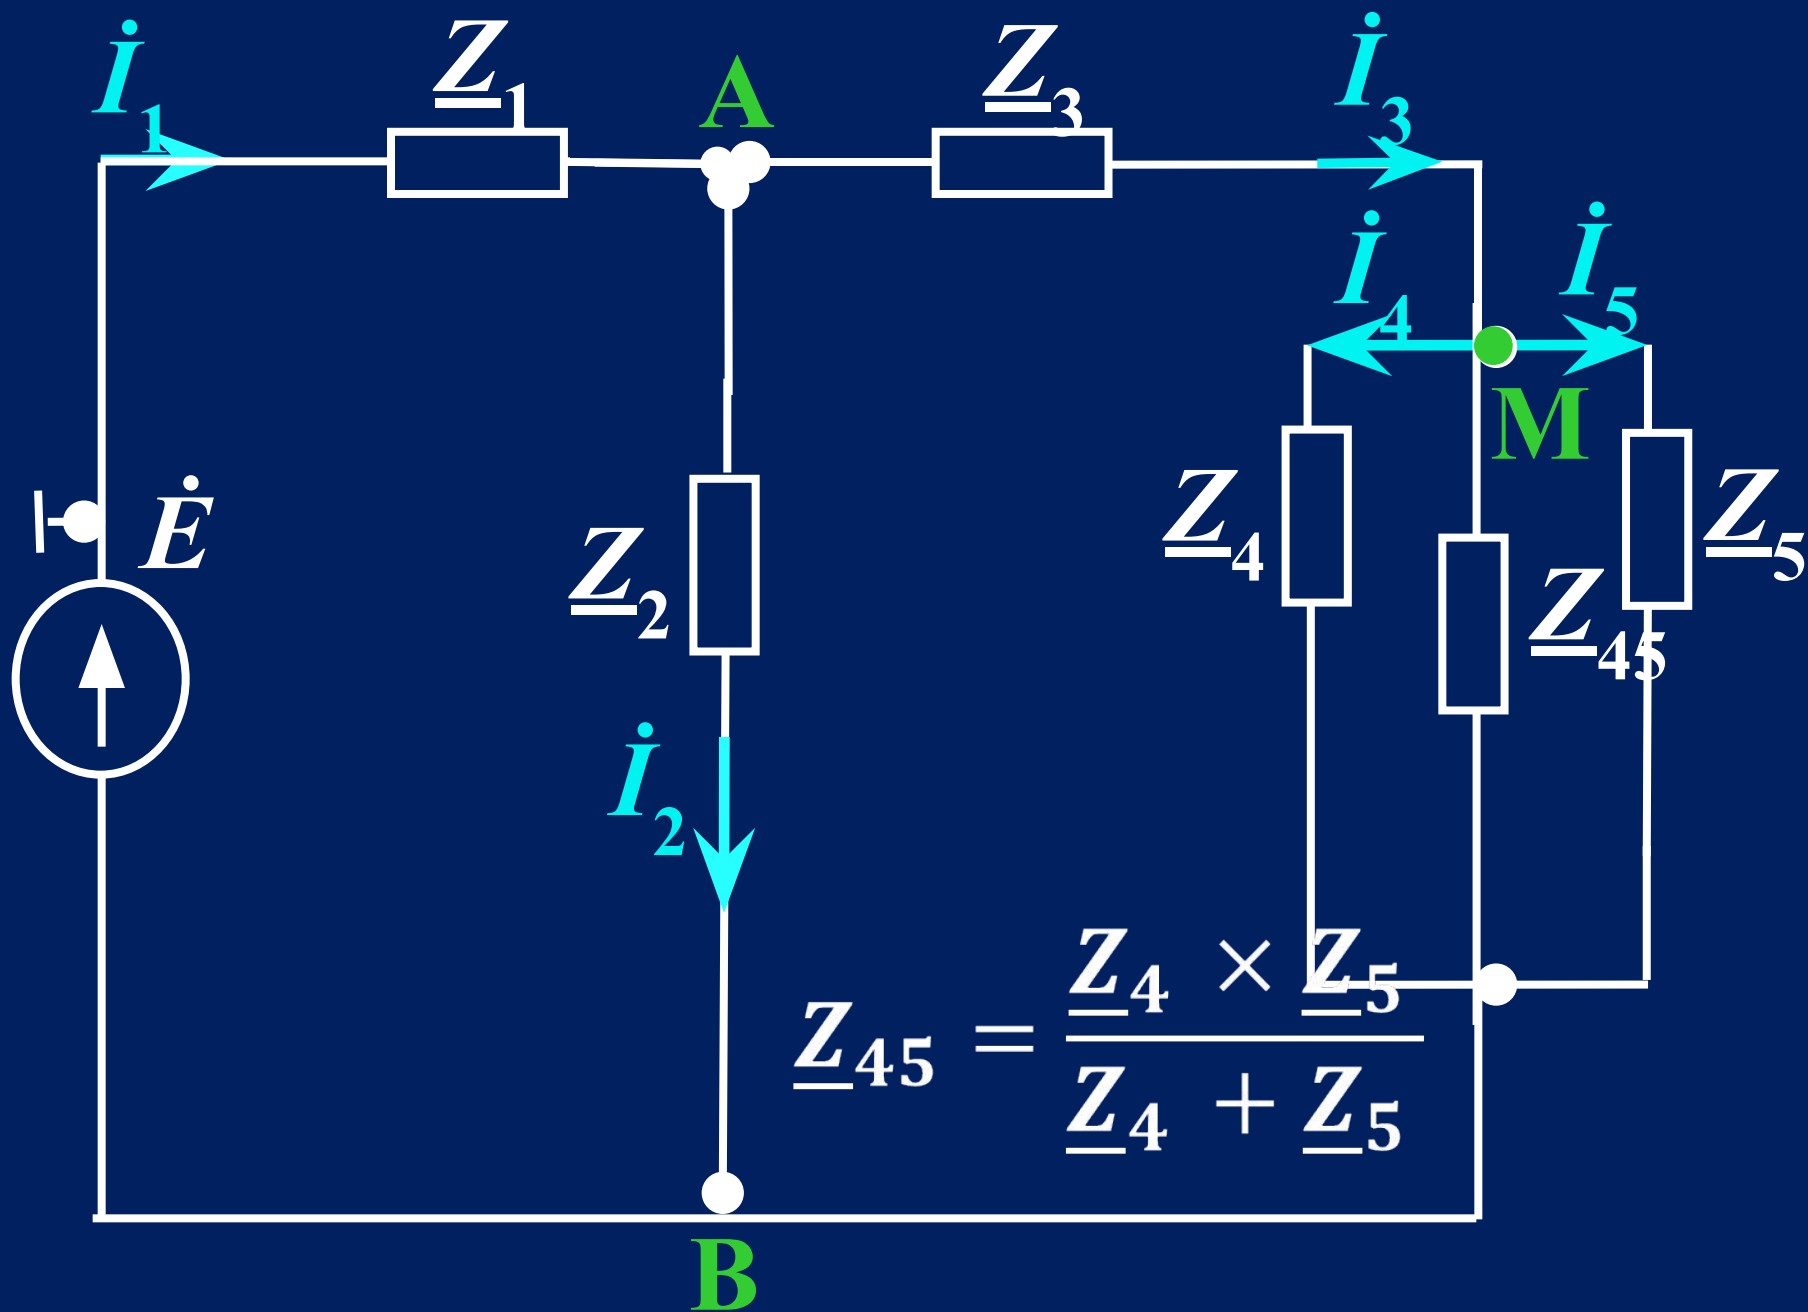 İ₁
Z₁
A
Z₃
İ₃
İ₄
İ₅
M
Ė
Z₂
Z₄
Z₄₅
Z₅
İ₂
Z₄₅ = (Z₄ × Z₅) / (Z₄ + Z₅)
B